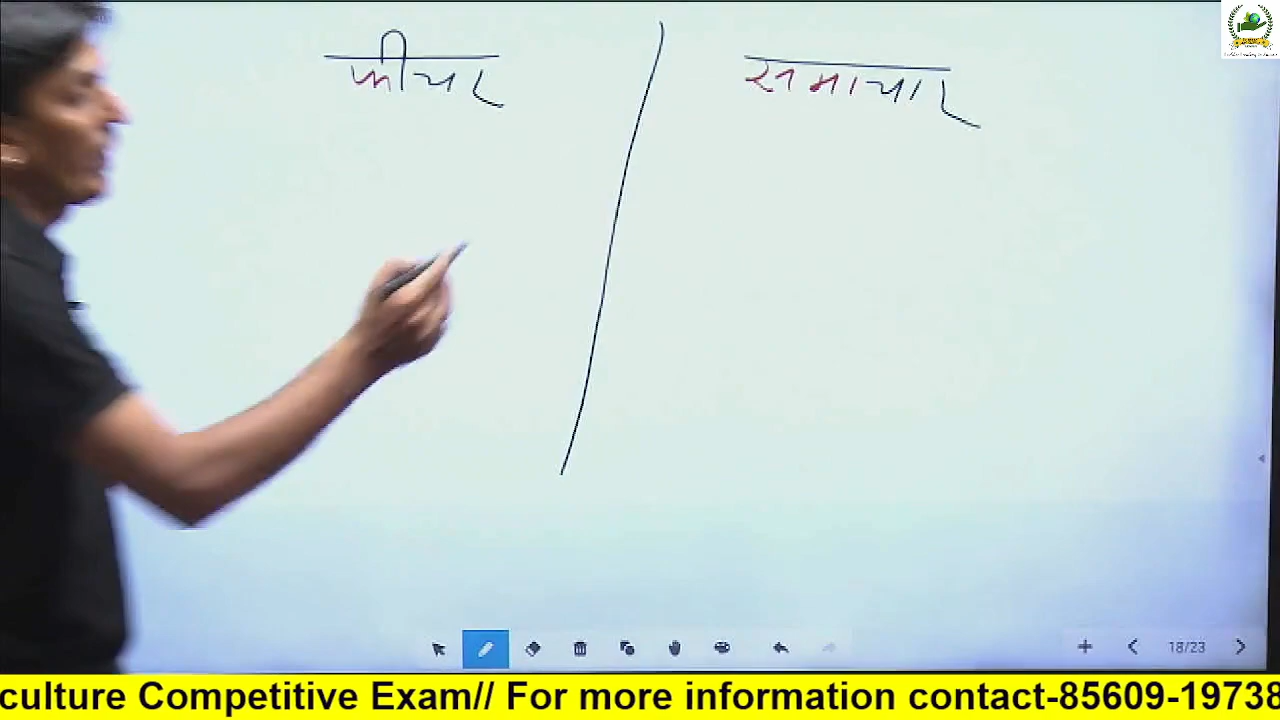 फीचर
समाचार
culture Competitive Exam// For more information contact-85609-19738
18/23